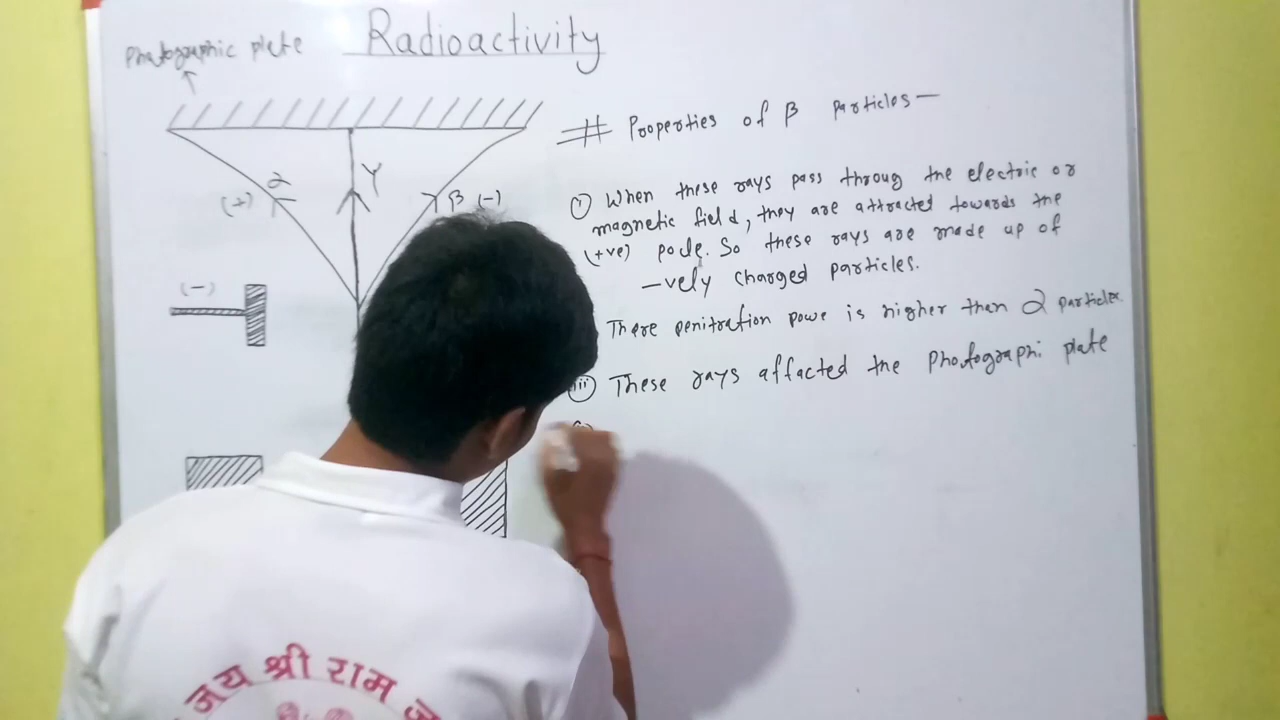 Photographic plate
Radioactivity
# Properties of β Particles—
(+) α
γ
β (-)
(-)
(i) When these rays pass throug the electric or
magnetic field, they are attracted towards the
(+ve) pole. So these rays are made up of
—vely charged particles.
There penitration powe is higher than α particles
(iii) These rays affacted the Photographi plate
जय श्री राम